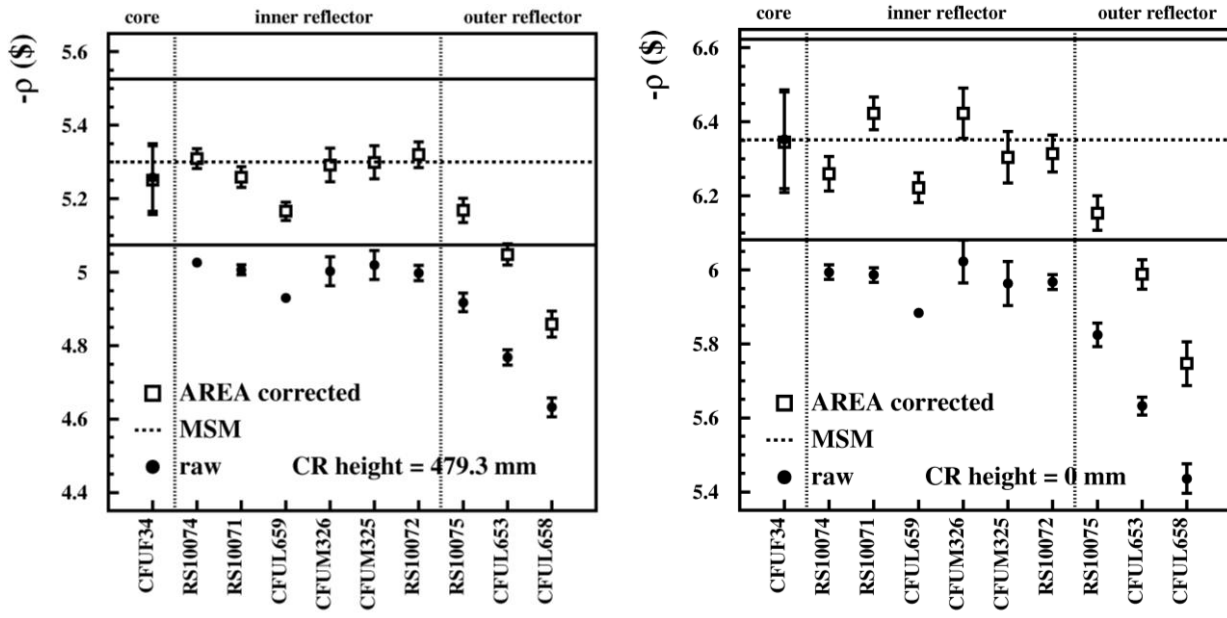 core inner reflector outer reflector
-ρ ($)
5.6
5.4
5.2
5
4.8
4.6
4.4
AREA corrected
MSM
raw CR height = 479.3 mm
CFUF34
RS10074
RS10071
CFUL659
CFUM326
CFUM325
RS10072
RS10075
CFUL653
CFUL658
core inner reflector outer reflector
-ρ ($)
6.6
6.4
6.2
6
5.8
5.6
5.4
AREA corrected
MSM
raw CR height = 0 mm
CFUF34
RS10074
RS10071
CFUL659
CFUM326
CFUM325
RS10072
RS10075
CFUL653
CFUL658